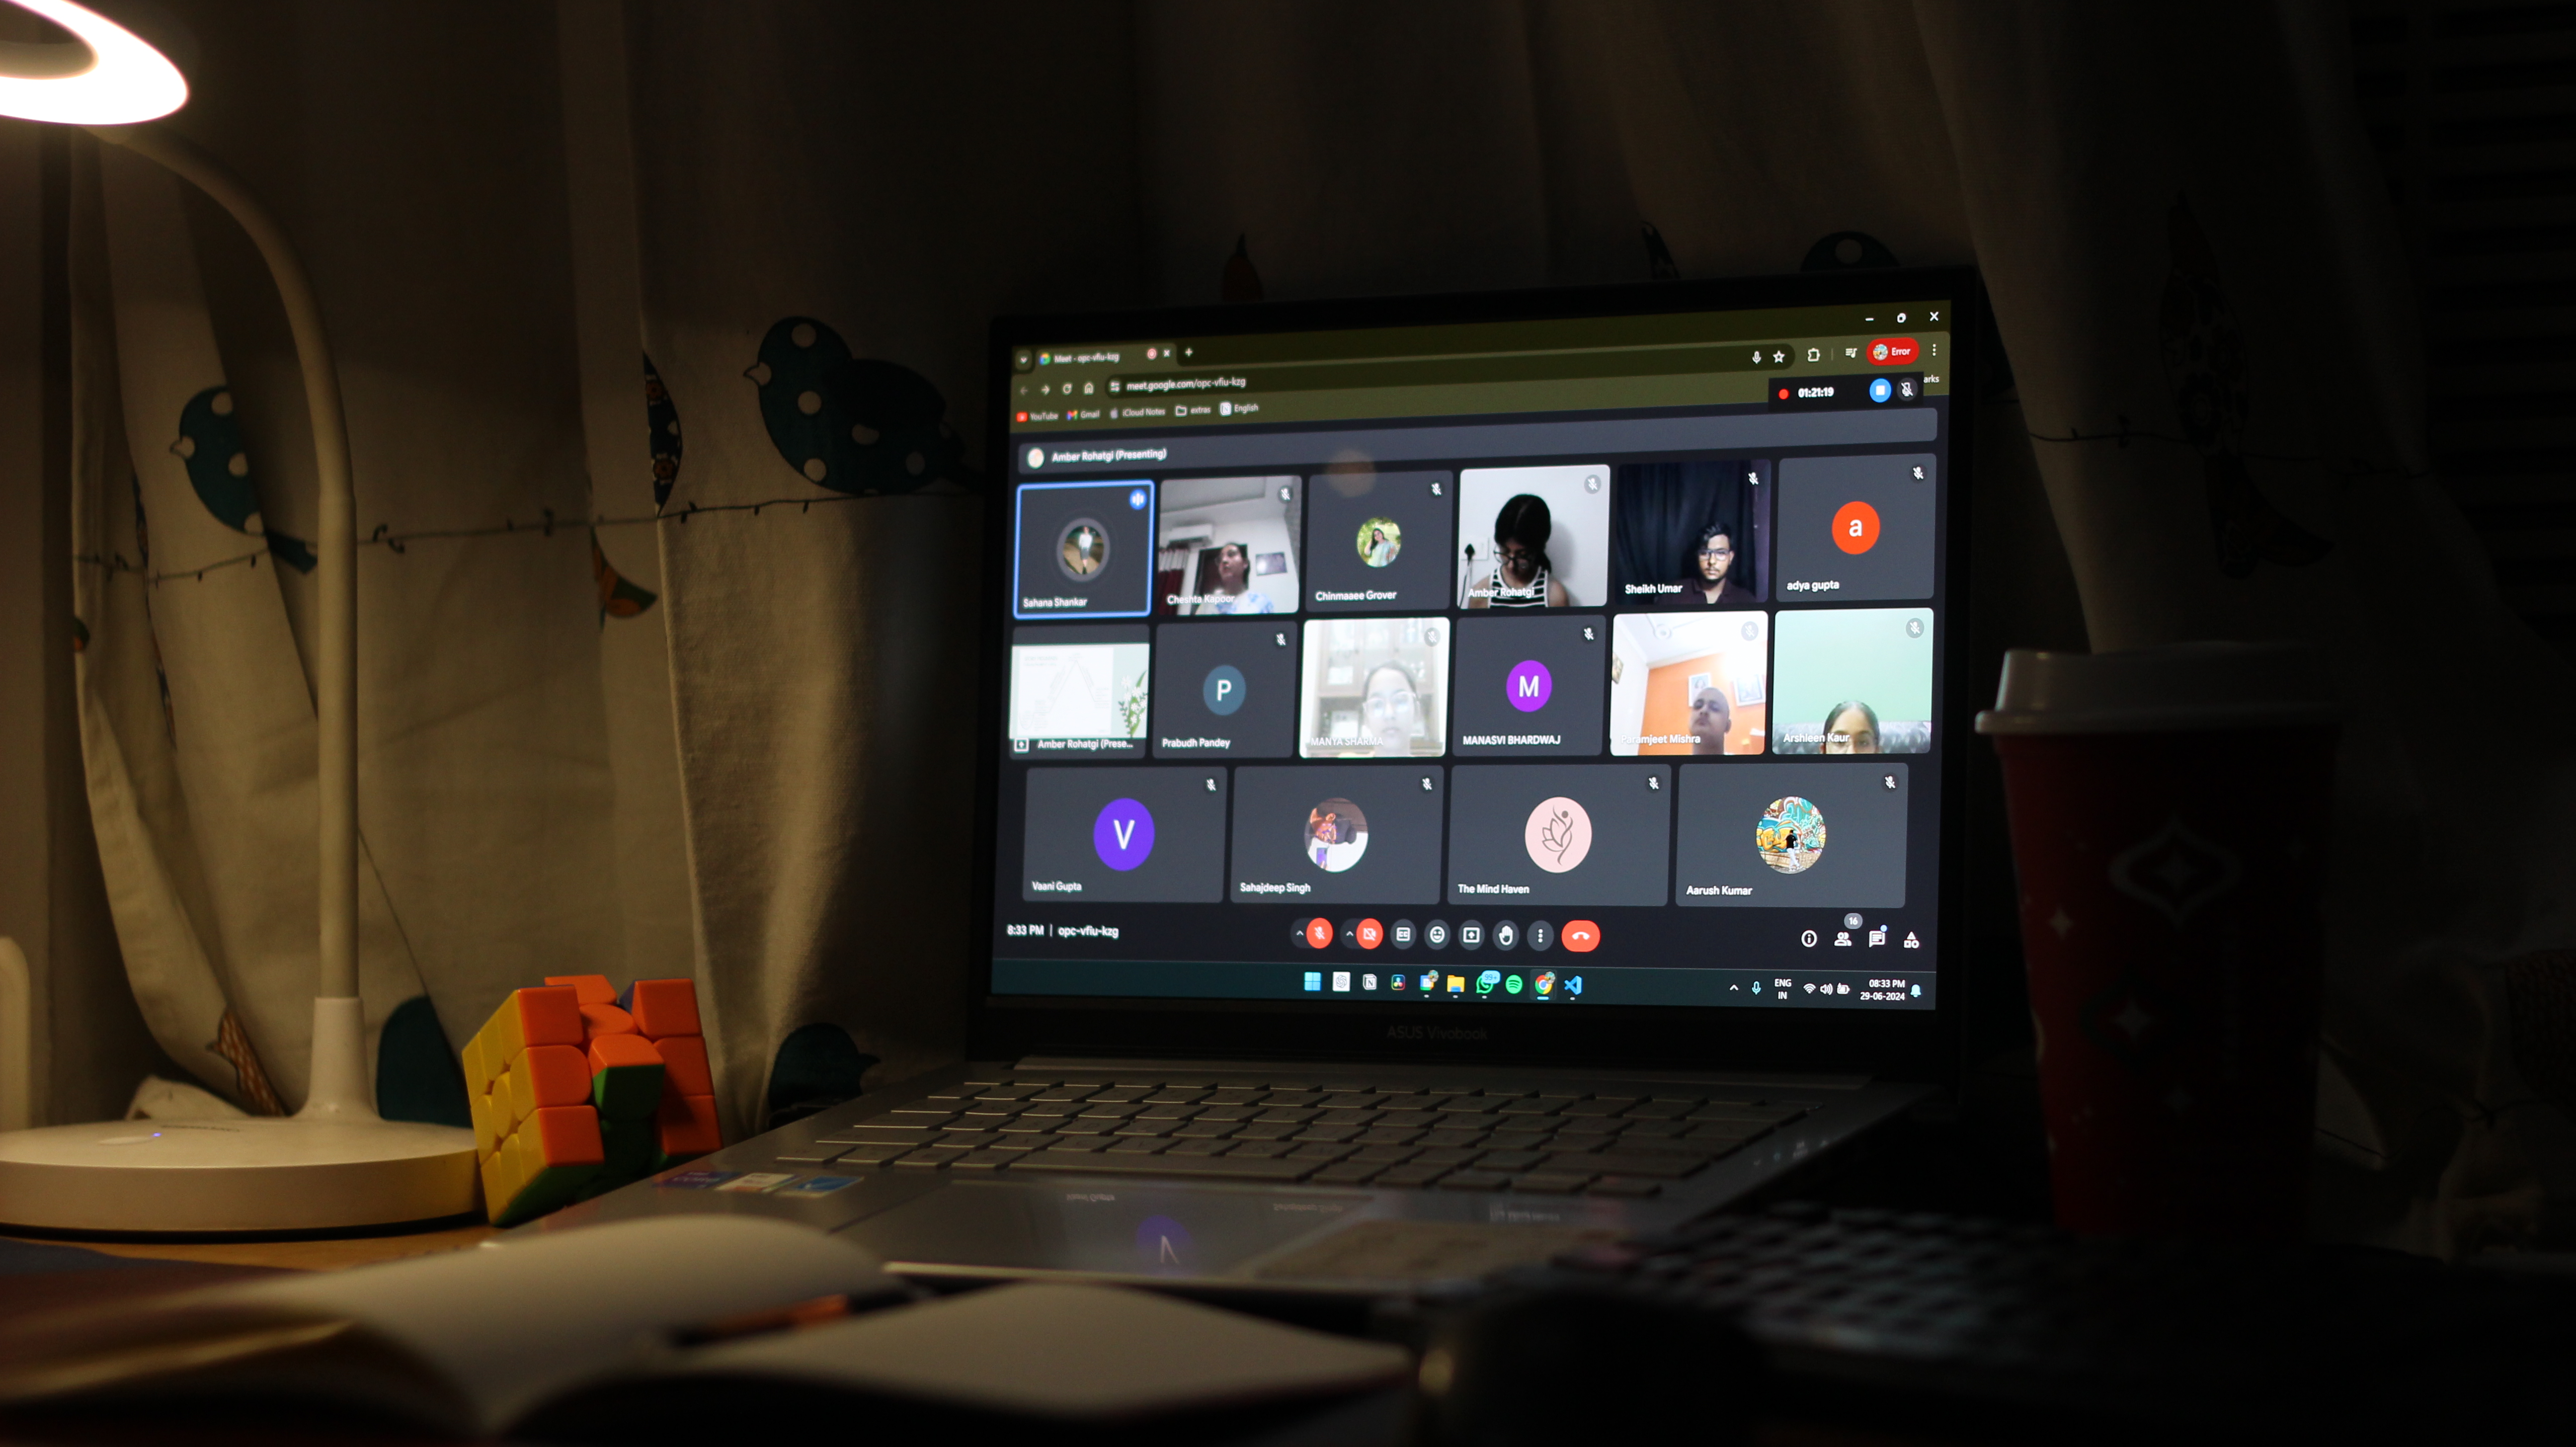 Meet - opc-vfiu-kzg
Error
meet.google.com/opc-vfiu-kzg
YouTube Gmail iCloud Notes extras English
arks
01:21:19
Amber Rohatgi (Presenting)
Sahana Shankar
Cheshta Kapoor
Chinmaaee Grover
Amber Rohatgi
Sheikh Umar
a
adya gupta
Amber Rohatgi (Prese...
P
Prabudh Pandey
MANYA SHARMA
M
MANASVI BHARDWAJ
Paramjeet Mishra
Arshleen Kaur
V
Vaani Gupta
Sahajdeep Singh
The Mind Haven
Aarush Kumar
8:33 PM | opc-vfiu-kzg
16
99+
ENG
IN
08:33 PM
29-06-2024
ASUS Vivobook